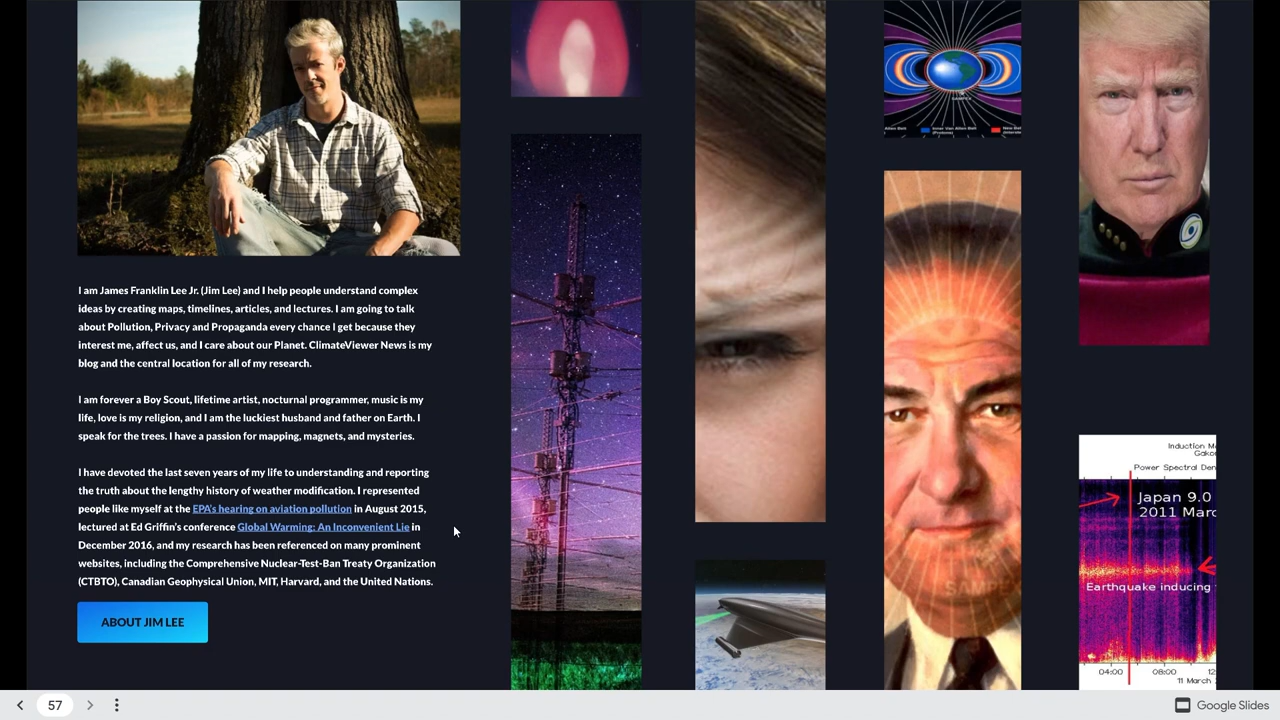 I am James Franklin Lee Jr. (Jim Lee) and I help people understand complex
ideas by creating maps, timelines, articles, and lectures. I am going to talk
about Pollution, Privacy and Propaganda every chance I get because they
interest me, affect us, and I care about our Planet. ClimateViewer News is my
blog and the central location for all of my research.
I am forever a Boy Scout, lifetime artist, nocturnal programmer, music is my
life, love is my religion, and I am the luckiest husband and father on Earth. I
speak for the trees. I have a passion for mapping, magnets, and mysteries.
I have devoted the last seven years of my life to understanding and reporting
the truth about the lengthy history of weather modification. I represented
people like myself at the EPA's hearing on aviation pollution in August 2015,
lectured at Ed Griffin's conference Global Warming: An Inconvenient Lie in
December 2016, and my research has been referenced on many prominent
websites, including the Comprehensive Nuclear-Test-Ban Treaty Organization
(CTBTO), Canadian Geophysical Union, MIT, Harvard, and the United Nations.
ABOUT JIM LEE
Inner Van Allen Belt
(Protons)
Induction M
Gako
Power Spectral Den
Japan 9.0
2011 Marc
Earthquake inducing
04:00 08:00 12:
11 March
57
Google Slides